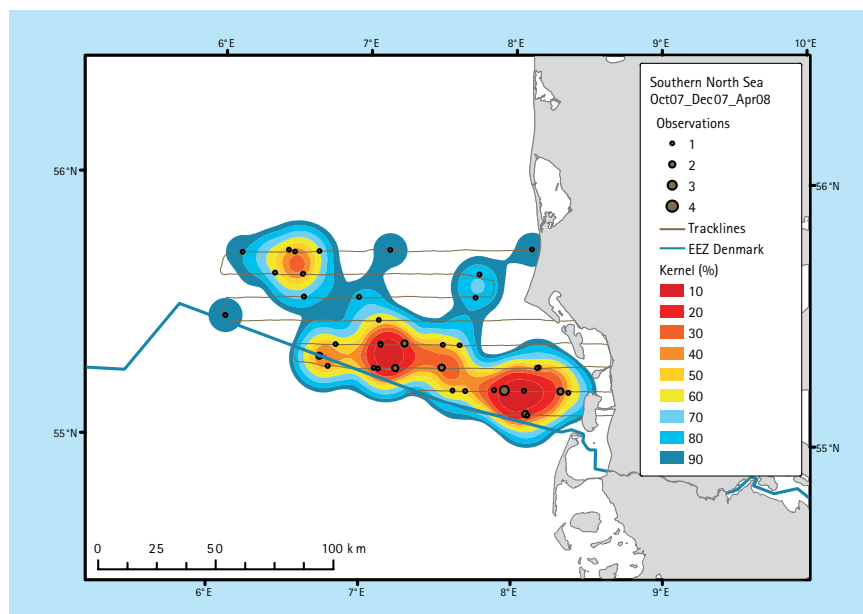 6°E 7°E 8°E 9°E 10°E
Southern North Sea
Oct07_Dec07_Apr08
Observations
1
2
3
4
Tracklines
EEZ Denmark
Kernel (%)
10
20
30
40
50
60
70
80
90
56°N
56°N
55°N
55°N
0 25 50 100 km
6°E 7°E 8°E 9°E